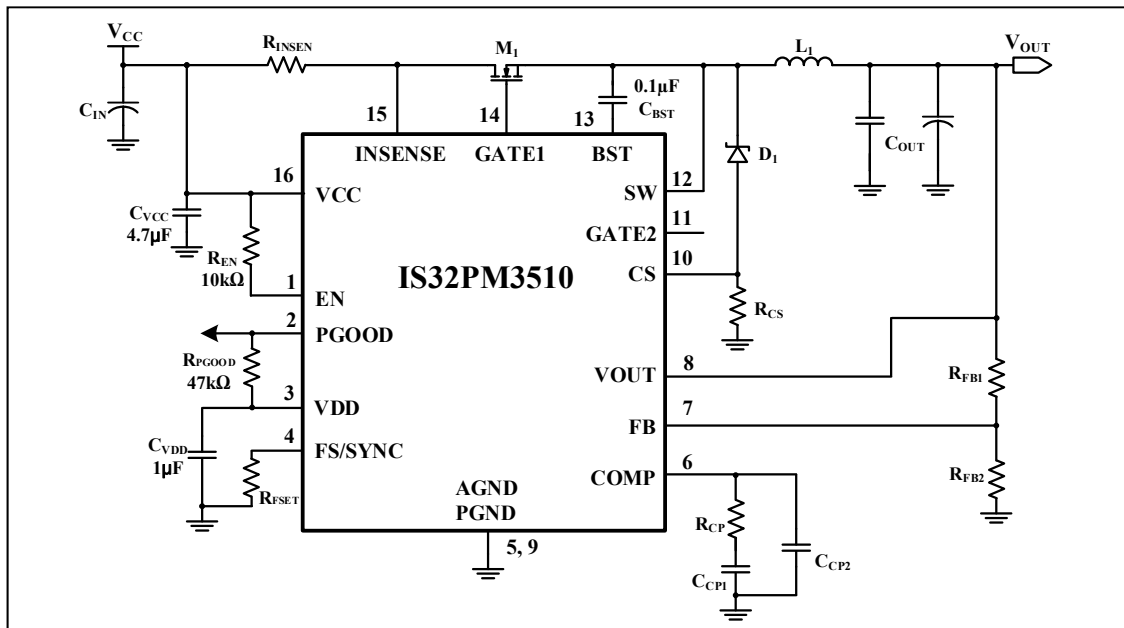 VCC
RINSEN
M1
L1
VOUT
CIN
0.1µF
CBST
COUT
15
14
13
INSENSE
GATE1
BST
D1
16
VCC
SW
12
CVCC
4.7µF
GATE2
11
REN
10kΩ
IS32PM3510
CS
10
1
EN
RCS
2
PGOOD
RPGOOD
47kΩ
VOUT
8
RFB1
3
VDD
FB
7
CVDD
1µF
4
FS/SYNC
COMP
6
RFB2
RFSET
AGND
PGND
RCP
5, 9
CCP1
CCP2